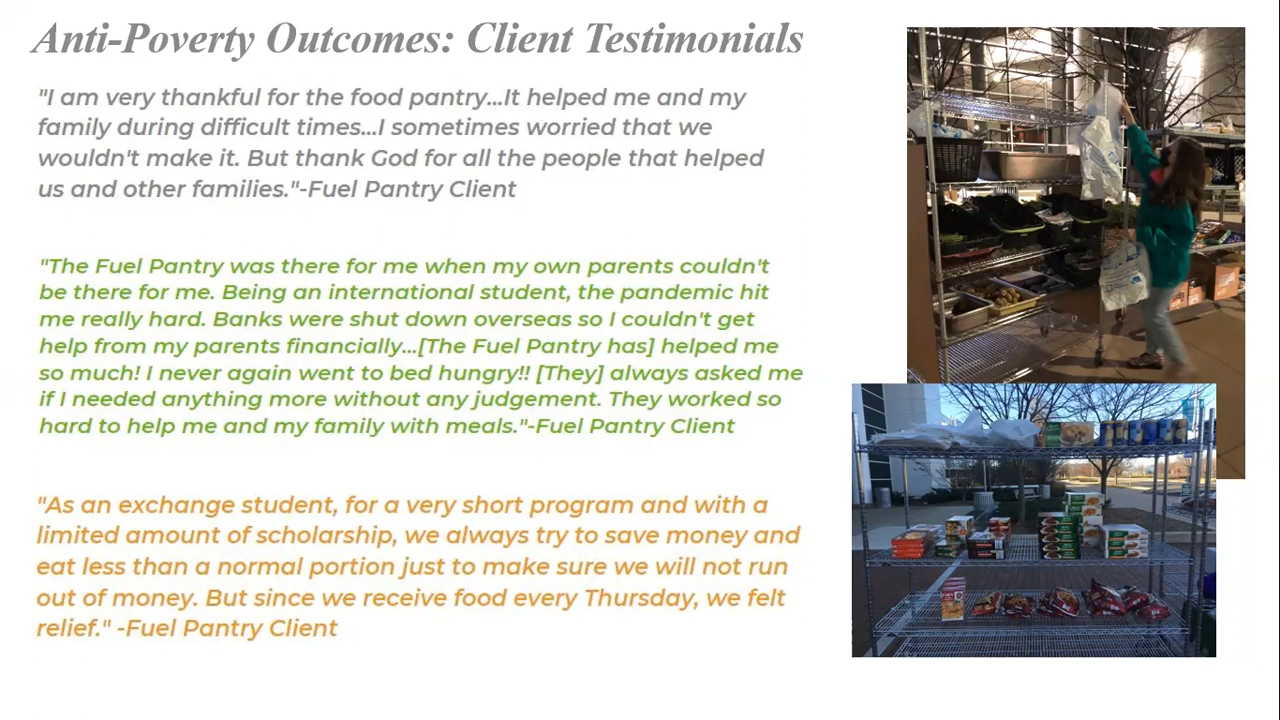 Anti-Poverty Outcomes: Client Testimonials
"I am very thankful for the food pantry...It helped me and my
family during difficult times...I sometimes worried that we
wouldn't make it. But thank God for all the people that helped
us and other families."-Fuel Pantry Client
"The Fuel Pantry was there for me when my own parents couldn't
be there for me. Being an international student, the pandemic hit
me really hard. Banks were shut down overseas so I couldn't get
help from my parents financially...[The Fuel Pantry has] helped me
so much! I never again went to bed hungry!! [They] always asked me
if I needed anything more without any judgement. They worked so
hard to help me and my family with meals."-Fuel Pantry Client
"As an exchange student, for a very short program and with a
limited amount of scholarship, we always try to save money and
eat less than a normal portion just to make sure we will not run
out of money. But since we receive food every Thursday, we felt
relief." -Fuel Pantry Client